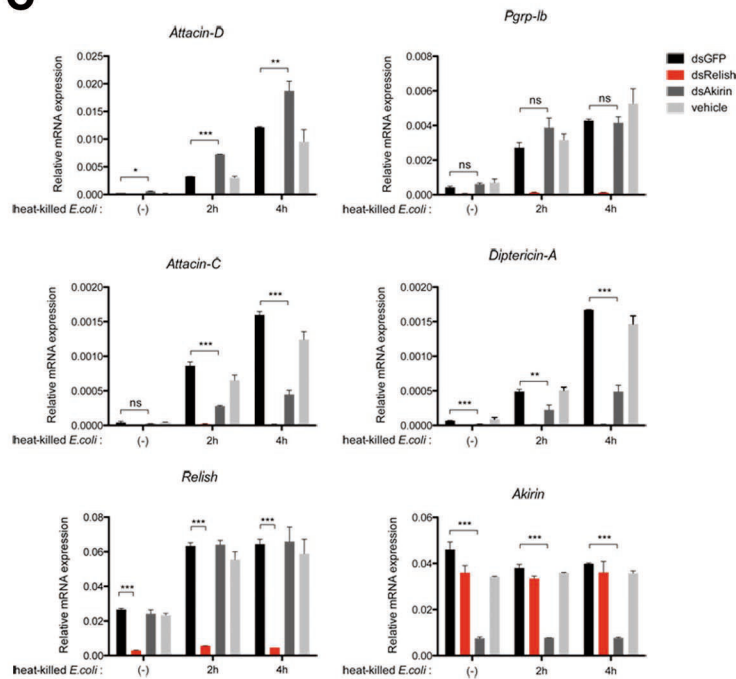 Attacin-D
Relative mRNA expression
0.025
0.020
0.015
0.010
0.005
0.000
*
***
**
heat-killed E.coli :
(-)
2h
4h
Pgrp-lb
Relative mRNA expression
0.008
0.006
0.004
0.002
0.000
ns
ns
ns
heat-killed E.coli :
(-)
2h
4h
dsGFP
dsRelish
dsAkirin
vehicle
Attacin-C
Relative mRNA expression
0.0020
0.0015
0.0010
0.0005
0.0000
ns
***
***
heat-killed E.coli :
(-)
2h
4h
Diptericin-A
Relative mRNA expression
0.0020
0.0015
0.0010
0.0005
0.0000
***
**
***
heat-killed E.coli :
(-)
2h
4h
Relish
Relative mRNA expression
0.08
0.06
0.04
0.02
0.00
***
***
***
heat-killed E.coli :
(-)
2h
4h
Akirin
Relative mRNA expression
0.06
0.04
0.02
0.00
***
***
***
heat-killed E.coli :
(-)
2h
4h